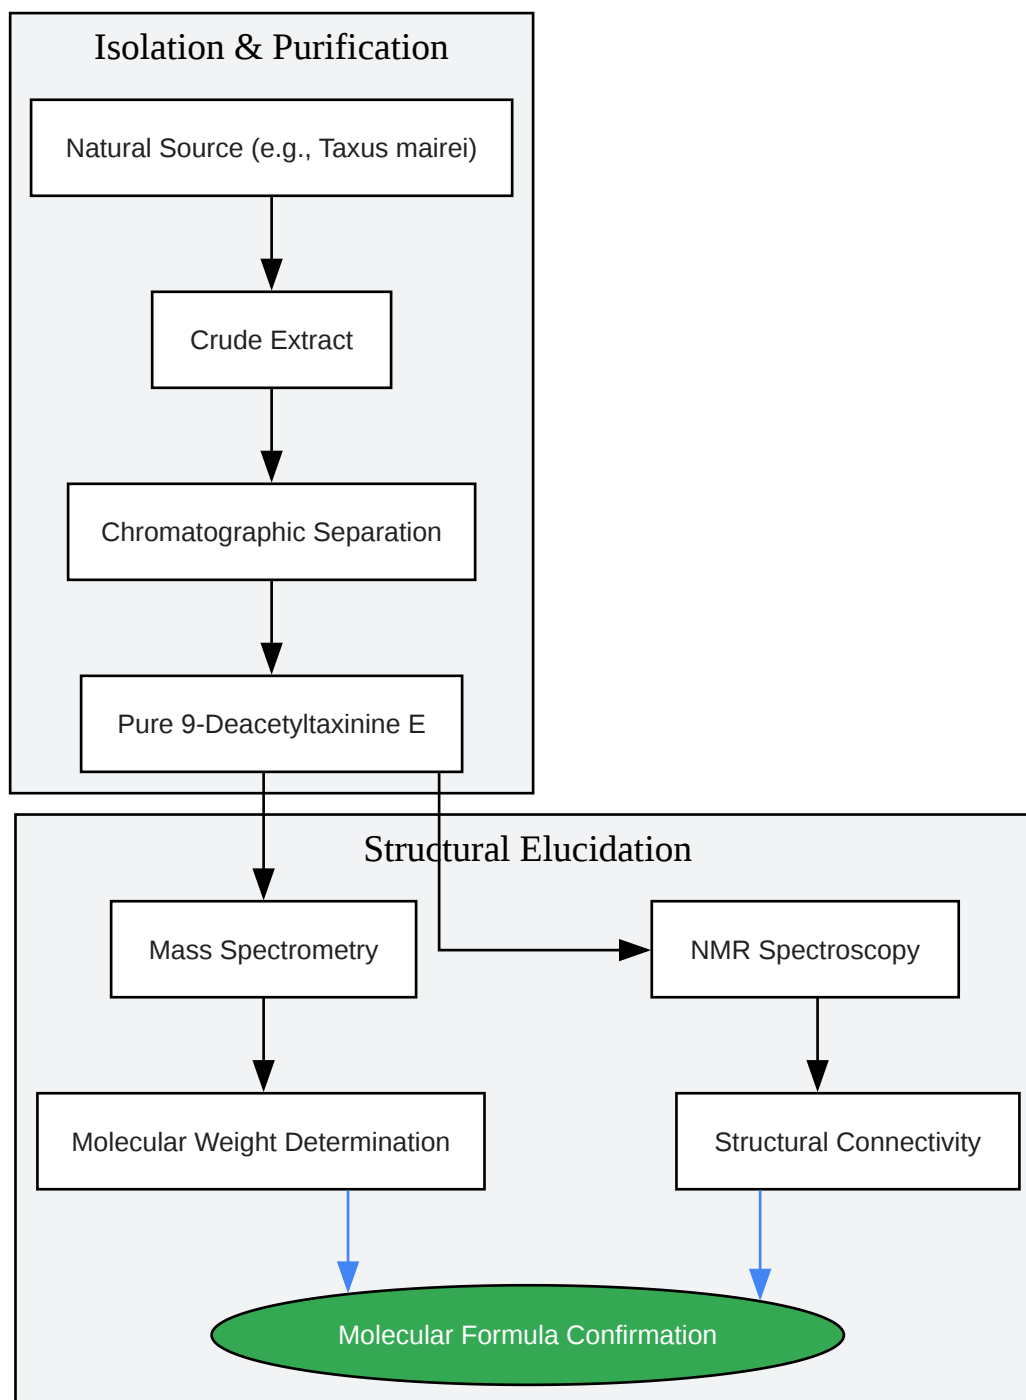 Isolation & Purification
Natural Source (e.g., Taxus mairei)
Crude Extract
Chromatographic Separation
Pure 9-Deacetyltaxinine E
Structural Elucidation
Mass Spectrometry
NMR Spectroscopy
Molecular Weight Determination
Structural Connectivity
Molecular Formula Confirmation